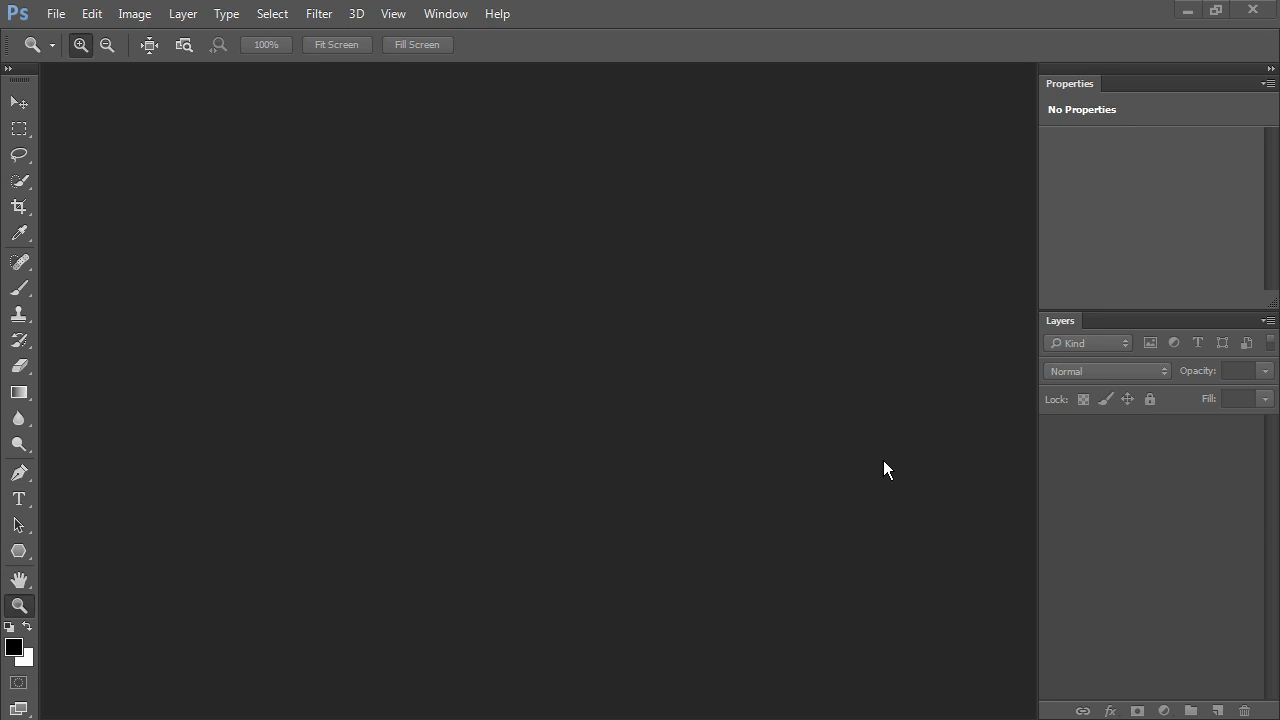 Ps File Edit Image Layer Type Select Filter 3D View Window Help
100% Fit Screen Fill Screen
Properties
No Properties
Layers
Kind
Normal Opacity:
Lock: Fill: